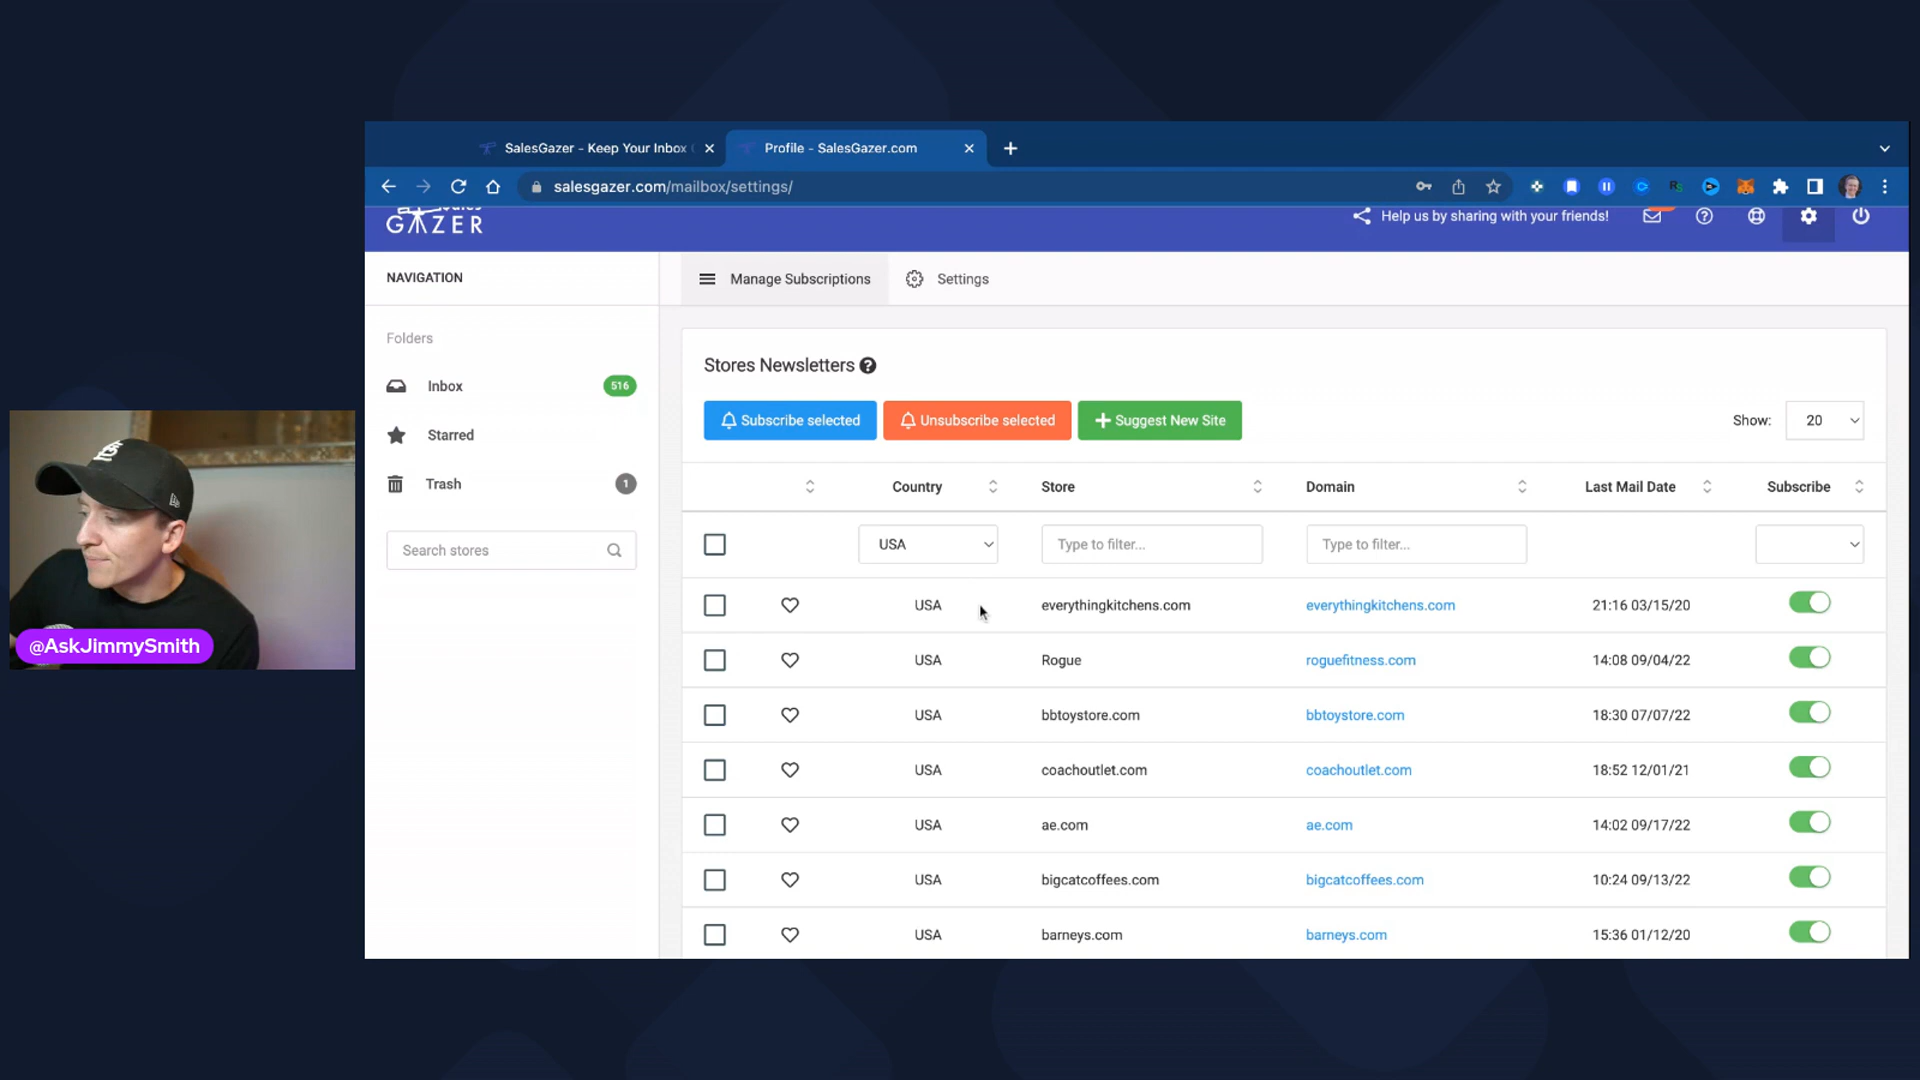 SalesGazer - Keep Your Inbox
Profile - SalesGazer.com
salesgazer.com/mailbox/settings/
Sales
GAZER
Help us by sharing with your friends!
NAVIGATION
Manage Subscriptions
Settings
Folders
Inbox
516
Starred
Trash
1
Search stores
Stores Newsletters
Subscribe selected
Unsubscribe selected
Suggest New Site
Show:
20
Country
Store
Domain
Last Mail Date
Subscribe
USA
Type to filter...
Type to filter...
USA
everythingkitchens.com
everythingkitchens.com
21:16 03/15/20
USA
Rogue
roguefitness.com
14:08 09/04/22
USA
bbtoystore.com
bbtoystore.com
18:30 07/07/22
USA
coachoutlet.com
coachoutlet.com
18:52 12/01/21
USA
ae.com
ae.com
14:02 09/17/22
USA
bigcatcoffees.com
bigcatcoffees.com
10:24 09/13/22
USA
barneys.com
barneys.com
15:36 01/12/20
@AskJimmySmith